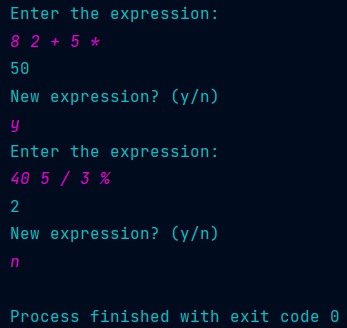 Enter the expression:
8 2 + 5 *
50
New expression? (y/n)
y
Enter the expression:
40 5 / 3 %
2
New expression? (y/n)
n
Process finished with exit code 0